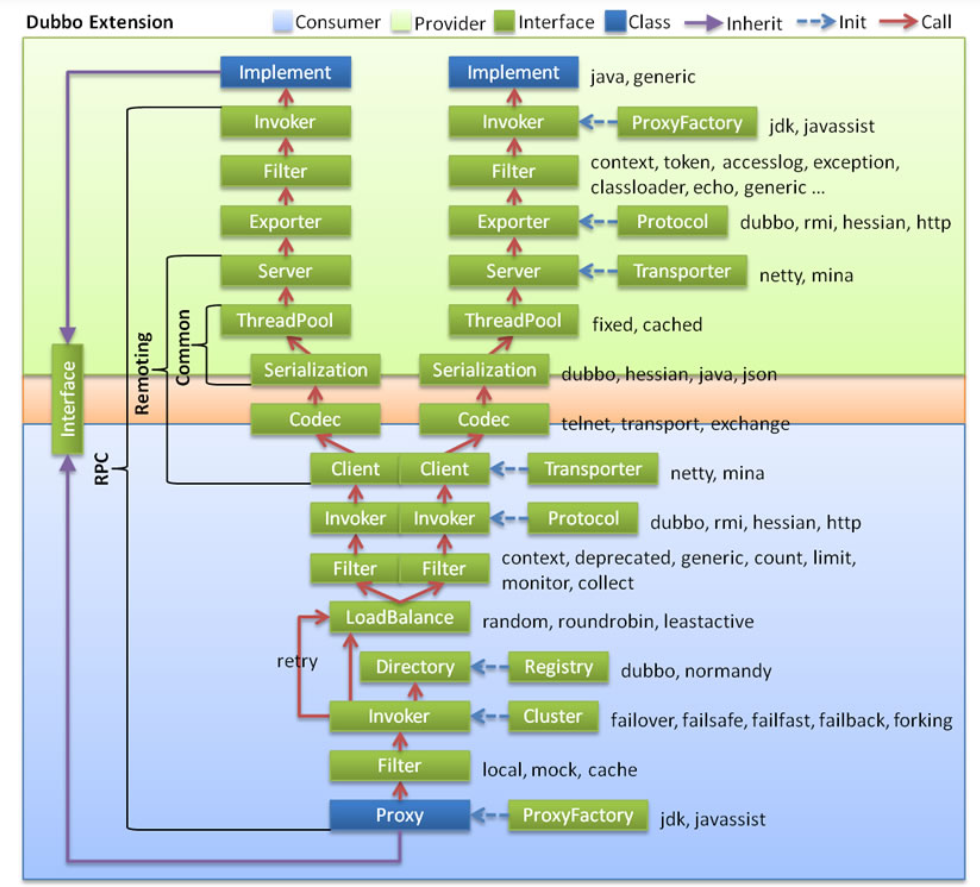 Dubbo Extension Consumer Provider Interface Class Inherit Init Call
Implement Implement java, generic
Invoker Invoker ProxyFactory jdk, javassist
Filter Filter context, token, accesslog, exception,
classloader, echo, generic ...
Exporter Exporter Protocol dubbo, rmi, hessian, http
Server Server Transporter netty, mina
ThreadPool ThreadPool fixed, cached
Common
Remoting
Interface
RPC
Serialization Serialization dubbo, hessian, java, json
Codec Codec telnet, transport, exchange
Client Client Transporter netty, mina
Invoker Invoker Protocol dubbo, rmi, hessian, http
Filter Filter context, deprecated, generic, count, limit,
monitor, collect
LoadBalance random, roundrobin, leastactive
retry
Directory Registry dubbo, normandy
Invoker Cluster failover, failsafe, failfast, failback, forking
Filter local, mock, cache
Proxy ProxyFactory jdk, javassist